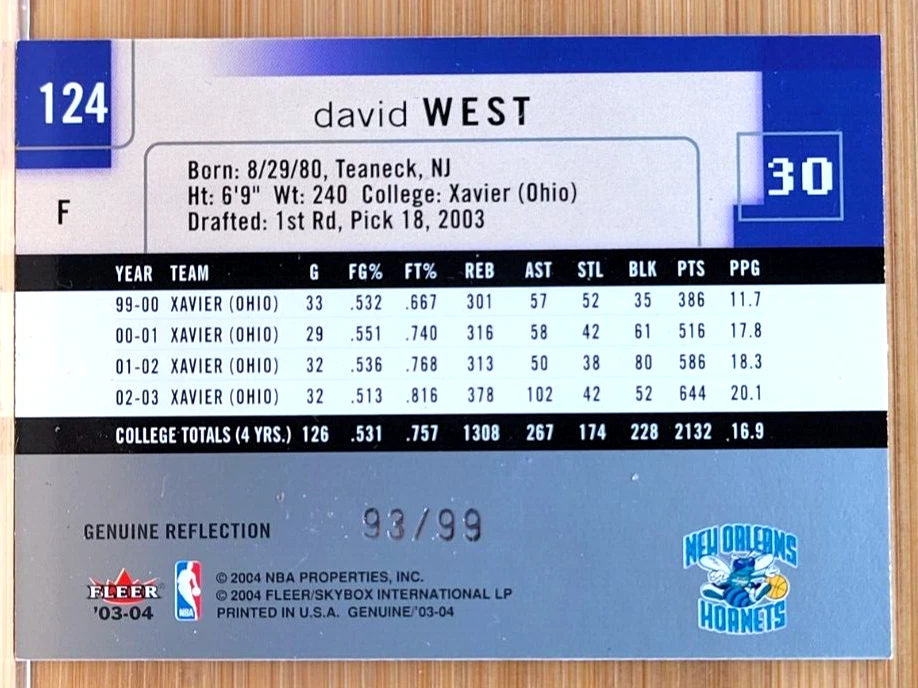 124
david WEST
Born: 8/29/80, Teaneck, NJ
Ht: 6'9" Wt: 240 College: Xavier (Ohio)
Drafted: 1st Rd, Pick 18, 2003
30
F
YEAR TEAM G FG% FT% REB AST STL BLK PTS PPG
99-00 XAVIER (OHIO) 33 .532 .667 301 57 52 35 386 11.7
00-01 XAVIER (OHIO) 29 .551 .740 316 58 42 61 516 17.8
01-02 XAVIER (OHIO) 32 .536 .768 313 50 38 80 586 18.3
02-03 XAVIER (OHIO) 32 .513 .816 378 102 42 52 644 20.1
COLLEGE TOTALS (4 YRS.) 126 .531 .757 1308 267 174 228 2132 16.9
GENUINE REFLECTION
93/99
NEW ORLEANS
HORNETS
FLEER
'03-04
NBA
© 2004 NBA PROPERTIES, INC.
© 2004 FLEER/SKYBOX INTERNATIONAL LP
PRINTED IN U.S.A. GENUINE/'03-04